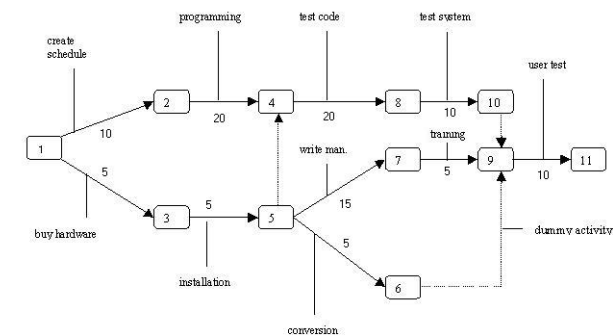 programming
test code
test system
create
schedule
user test
2
4
8
10
20
20
10
10
1
training
write man.
7
9
11
5
5
10
5
15
3
5
buy hardware
5
dummy activity
installation
6
conversion